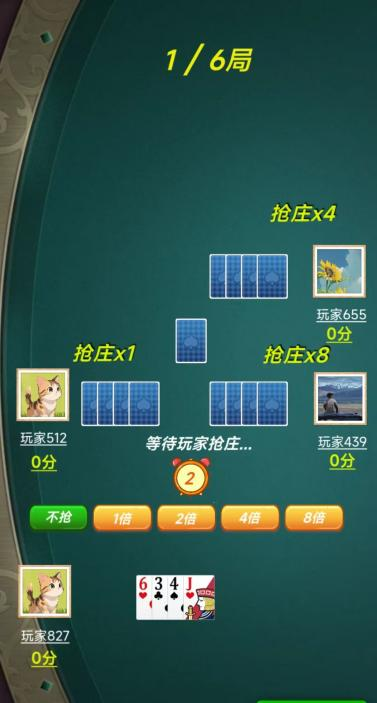 1/6局
抢庄x4
玩家655
0分
抢庄x1
抢庄x8
玩家512
0分
等待玩家抢庄...
玩家439
0分
2
不抢
1倍
2倍
4倍
8倍
6 3 4 J
玩家827
0分